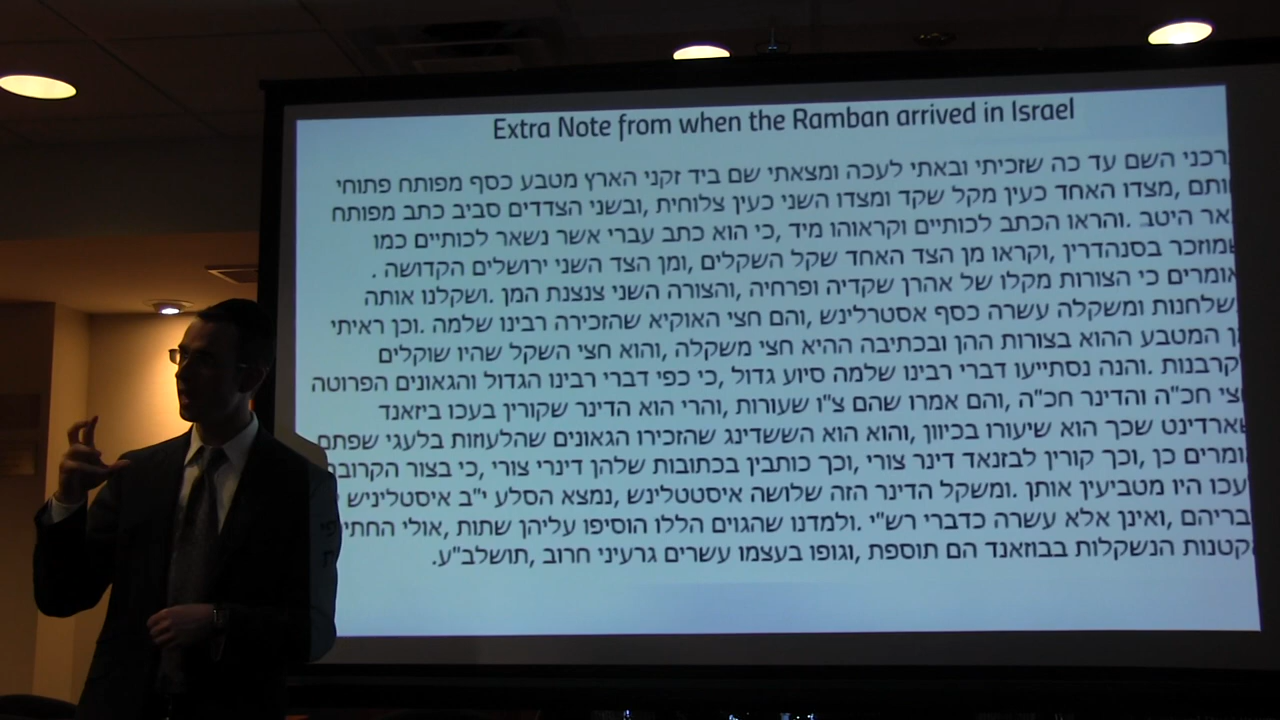 Extra Note from when the Ramban arrived in Israel
רכני השם עד כה שזכיתי ובאתי לעכה ומצאתי שם ביד זקני הארץ מטבע כסף מפותח פתוחי
ותם ,מצדו האחד כעין מקל שקד ומצדו השני כעין צלוחית ,ובשני הצדדים סביב כתב מפותח
אר היטב .והראו הכתב לכותיים וקראוהו מיד ,כי הוא כתב עברי אשר נשאר לכותיים כמו
מוזכר בסנהדרין ,וקראו מן הצד האחד שקל השקלים ,ומן הצד השני ירושלים הקדושה .
אומרים כי הצורות מקלו של אהרן שקדיה ופרחיה ,והצורה השני צנצנת המן .ושקלנו אותה
שלחנות ומשקלה עשרה כסף אסטרלינש ,והם חצי האוקיא שהזכירה רבינו שלמה .וכן ראיתי
ן המטבע ההוא בצורות ההן ובכתיבה ההיא חצי משקלה ,והוא חצי השקל שהיו שוקלים
קרבנות .והנה נסתייעו דברי רבינו שלמה סיוע גדול ,כי כפי דברי רבינו הגדול והגאונים הפרוטה
צי חכ"ה והדינר חכ"ה ,והם אמרו שהם צ"ו שעורות ,והרי הוא הדינר שקורין בעכו ביזאנד
ארדינט שכך הוא שיעורו בכיוון ,והוא הוא הששדינג שהזכירו הגאונים שהלעוזות בלעגי שפתם
ומרים כן ,וכך קורין לבזנאד דינר צורי ,וכך כותבין בכתובות שלהן דינרי צורי ,כי בצור הקרובה
עכו היו מטביעין אותן .ומשקל הדינר הזה שלושה איסטטלינש ,נמצא הסלע י"ב איסטליניש
בריהם ,ואינן אלא עשרה כדברי רש"י .ולמדנו שהגוים הללו הוסיפו עליהן שתות ,אולי החתי
קטנות הנשקלות בבוזאנד הם תוספת ,וגופו בעצמו עשרים גרעיני חרוב ,תושלב"ע.